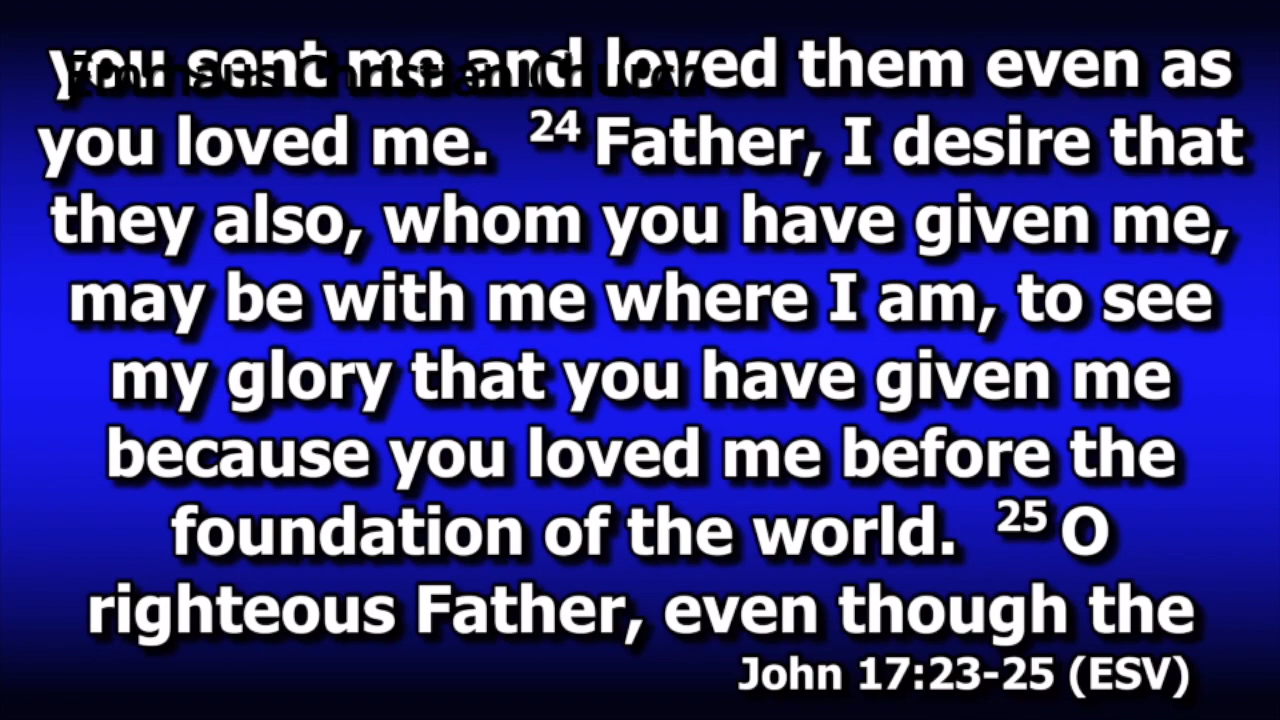 you sent me and loved them even as
Emmaus Christian Church
you loved me. 24 Father, I desire that
they also, whom you have given me,
may be with me where I am, to see
my glory that you have given me
because you loved me before the
foundation of the world. 25 O
righteous Father, even though the
John 17:23-25 (ESV)